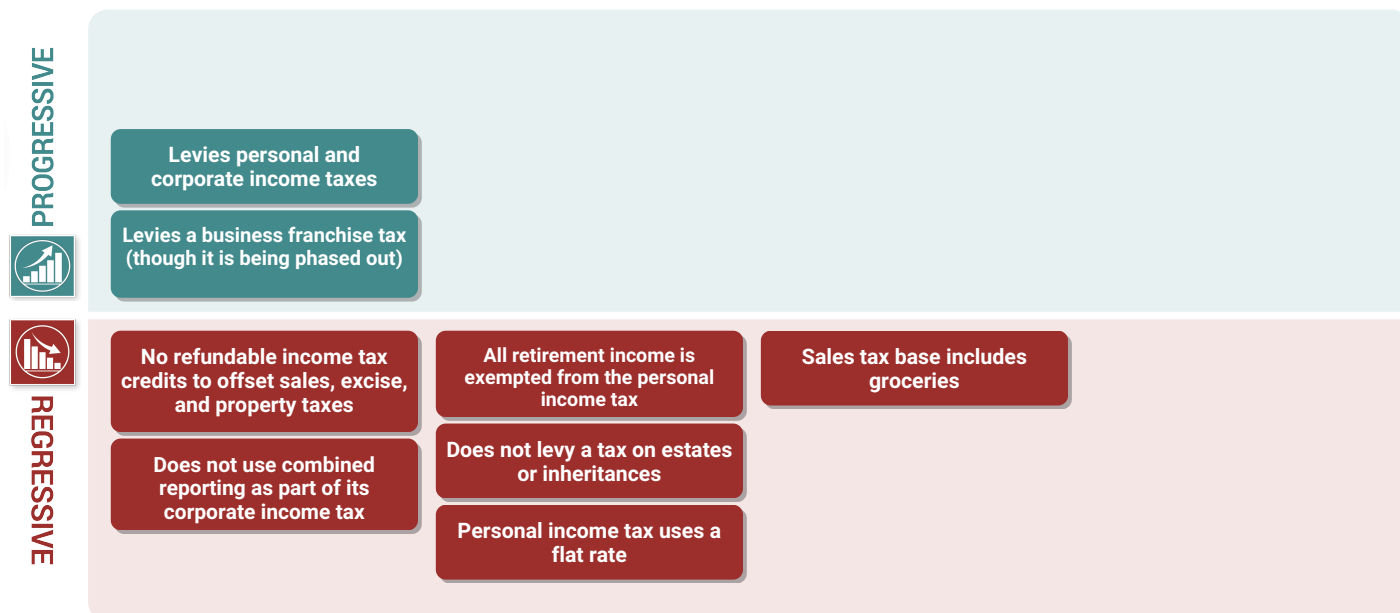 PROGRESSIVE
Levies personal and
corporate income taxes
Levies a business franchise tax
(though it is being phased out)
REGRESSIVE
No refundable income tax
credits to offset sales, excise,
and property taxes
Does not use combined
reporting as part of its
corporate income tax
All retirement income is
exempted from the personal
income tax
Does not levy a tax on estates
or inheritances
Personal income tax uses a
flat rate
Sales tax base includes
groceries